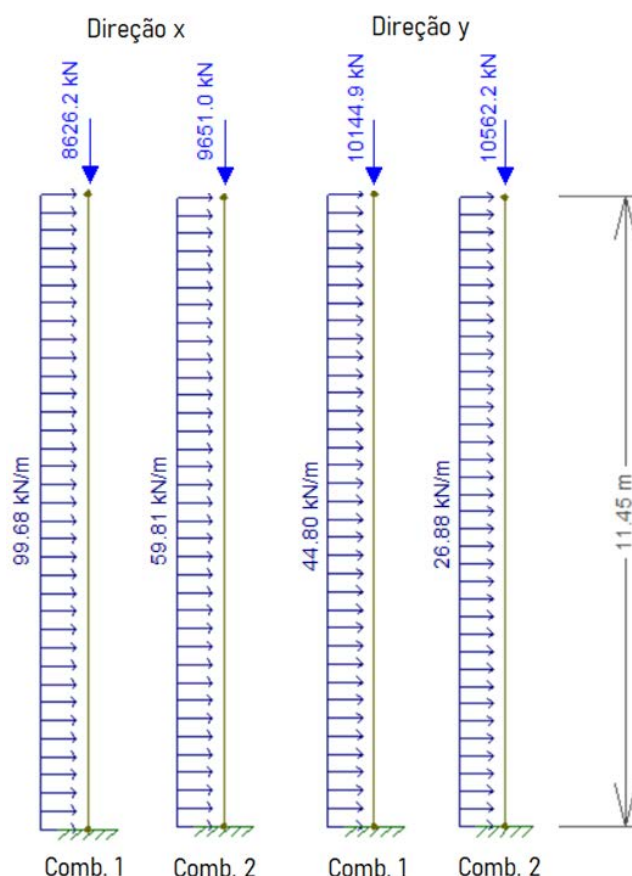 Direção x
Direção y
8626.2 kN
9651.0 kN
10144.9 kN
10562.2 kN
99.68 kN/m
59.81 kN/m
44.80 kN/m
26.88 kN/m
11.45 m
Comb. 1
Comb. 2
Comb. 1
Comb. 2